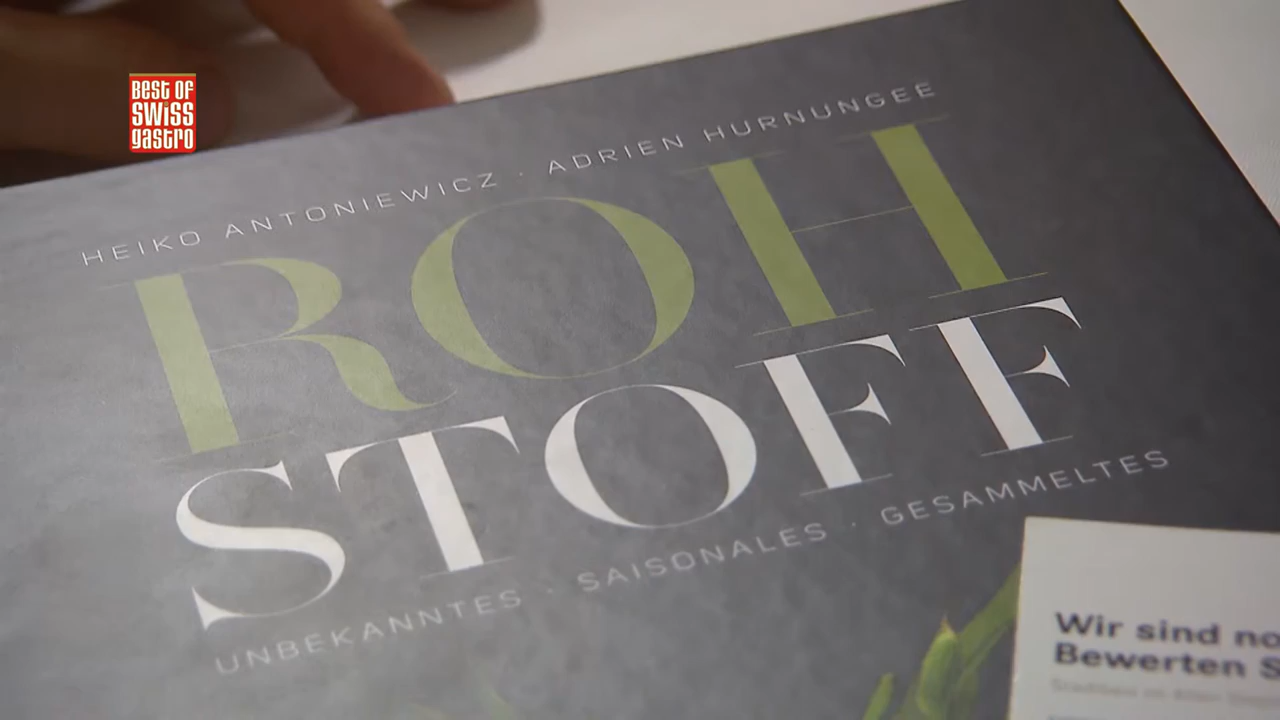 BEST OF
SWISS
gastro
HEIKO ANTONIEWICZ · ADRIEN HURNUNGEE
ROH
STOFF
UNBEKANNTES · SAISONALES · GESAMMELTES
Wir sind no
Bewerten S